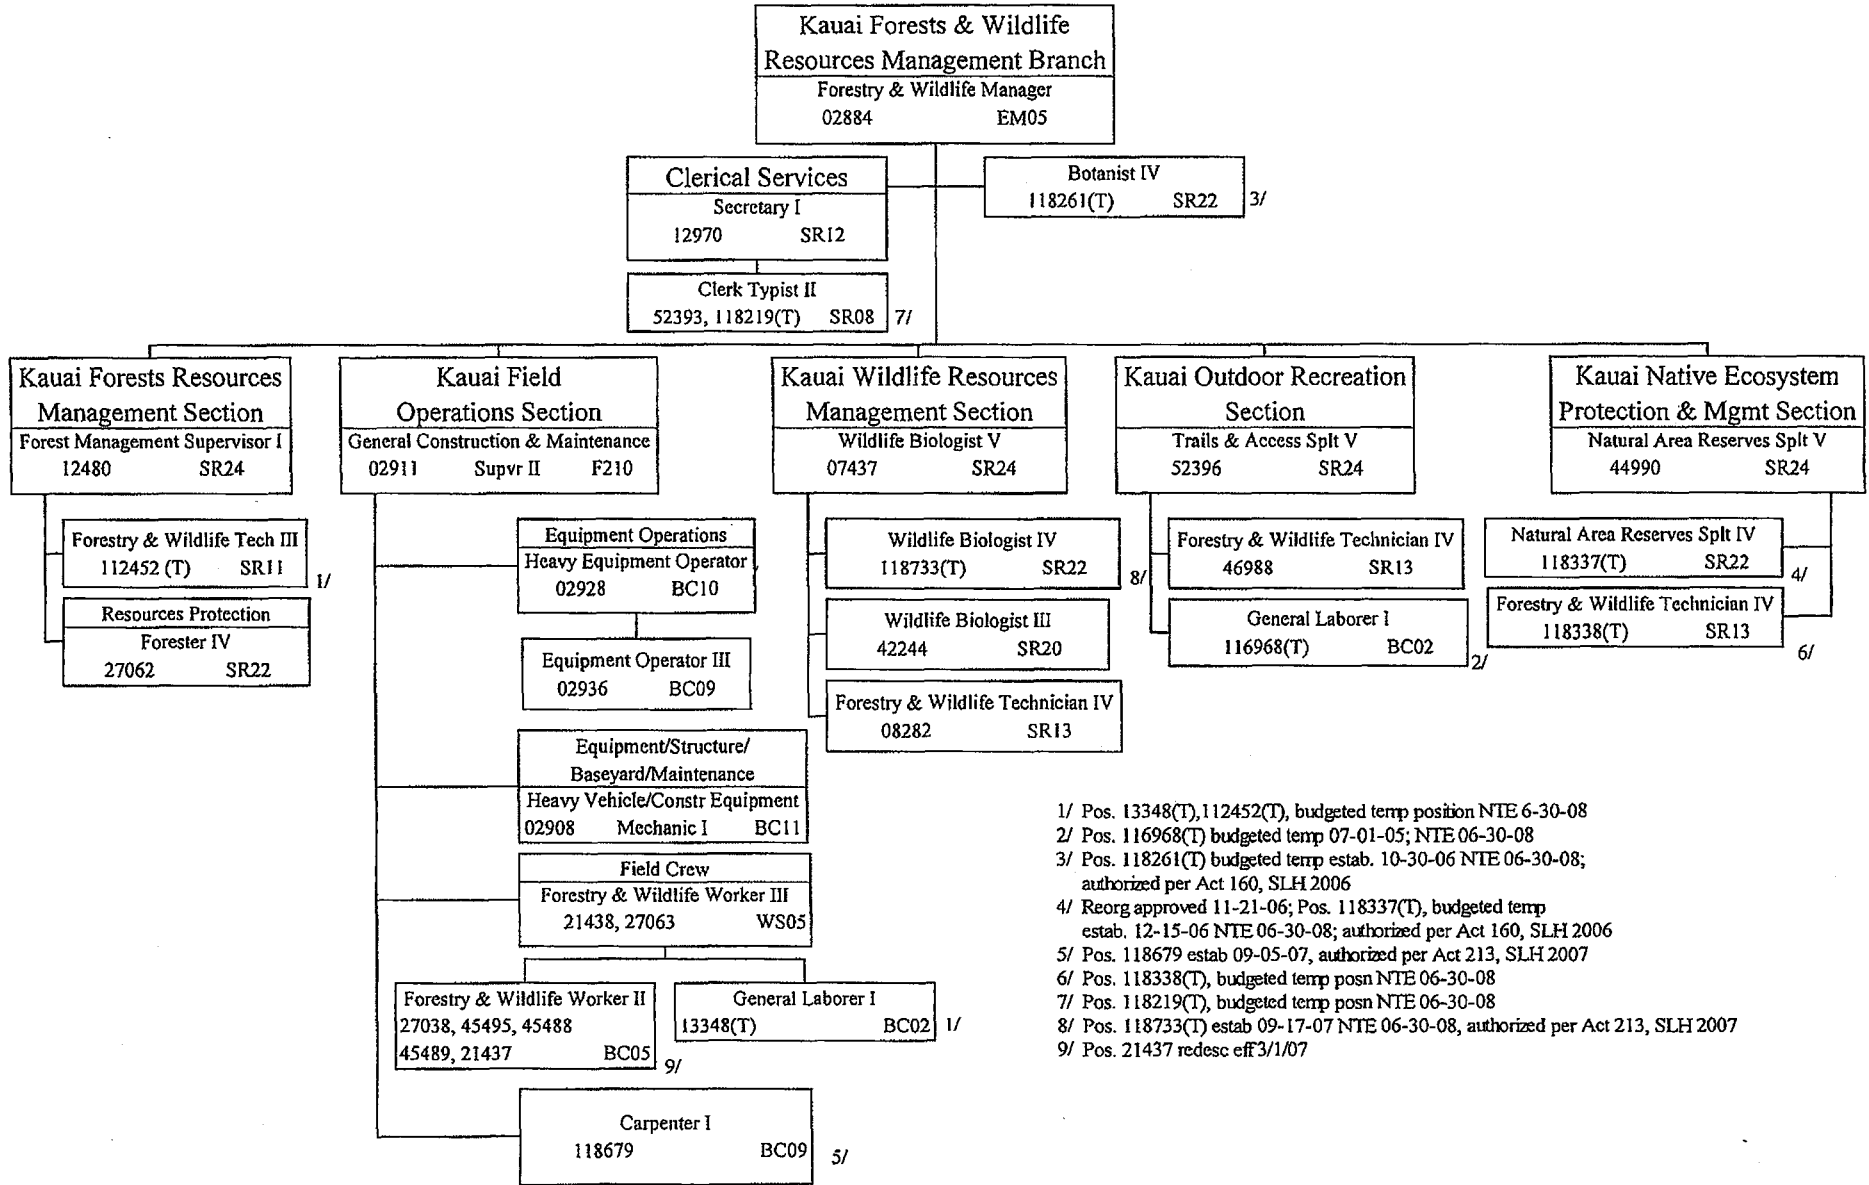 Kauai Forests & Wildlife
Resources Management Branch
Forestry & Wildlife Manager
02884 EM05
Clerical Services
Secretary I
12970 SR12
Botanist IV
118261(T) SR22 3/
Clerk Typist II
52393, 118219(T) SR08 7/
Kauai Forests Resources
Management Section
Forest Management Supervisor I
12480 SR24
Forestry & Wildlife Tech III
112452 (T) SR11 1/
Resources Protection
Forester IV
27062 SR22
Kauai Field
Operations Section
General Construction & Maintenance
02911 Supvr II F210
Equipment Operations
Heavy Equipment Operator
02928 BC10
Equipment Operator III
02936 BC09
Equipment/Structure/
Baseyard/Maintenance
Heavy Vehicle/Constr Equipment
02908 Mechanic I BC11
Field Crew
Forestry & Wildlife Worker III
21438, 27063 WS05
Forestry & Wildlife Worker II
27038, 45495, 45488
45489, 21437 BC05 9/
General Laborer I
13348(T) BC02 1/
Carpenter I
118679 BC09 5/
Kauai Wildlife Resources
Management Section
Wildlife Biologist V
07437 SR24
Wildlife Biologist IV
118733(T) SR22 8/
Wildlife Biologist III
42244 SR20
Forestry & Wildlife Technician IV
08282 SR13
Kauai Outdoor Recreation
Section
Trails & Access Splt V
52396 SR24
Forestry & Wildlife Technician IV
46988 SR13
General Laborer I
116968(T) BC02 2/
Kauai Native Ecosystem
Protection & Mgmt Section
Natural Area Reserves Splt V
44990 SR24
Natural Area Reserves Splt IV
118337(T) SR22 4/
Forestry & Wildlife Technician IV
118338(T) SR13 6/
1/ Pos. 13348(T),112452(T), budgeted temp position NTE 6-30-08
2/ Pos. 116968(T) budgeted temp 07-01-05; NTE 06-30-08
3/ Pos. 118261(T) budgeted temp estab. 10-30-06 NTE 06-30-08;
authorized per Act 160, SLH 2006
4/ Reorg approved 11-21-06; Pos. 118337(T), budgeted temp
estab. 12-15-06 NTE 06-30-08; authorized per Act 160, SLH 2006
5/ Pos. 118679 estab 09-05-07, authorized per Act 213, SLH 2007
6/ Pos. 118338(T), budgeted temp posn NTE 06-30-08
7/ Pos. 118219(T), budgeted temp posn NTE 06-30-08
8/ Pos. 118733(T) estab 09-17-07 NTE 06-30-08, authorized per Act 213, SLH 2007
9/ Pos. 21437 redesc eff 3/1/07